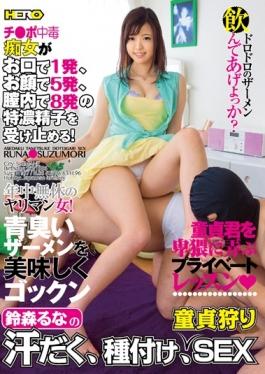 HERO
チ●ポ中毒
痴女が
お口で1発、
お顔で5発、
膣内で8発の
特濃精子を
受け止める!
RUNA●SUZUMORI
年中無休の
ヤリマン女!
青臭い
ザーメンを
美味しく
ゴックン
ドロドロのザーメン
飲んであげよっか?
童貞君を
卑猥に弄ぶ
プライベート
レッスン♥
鈴森るなの
童貞狩り
汗だく、種付け、SEX